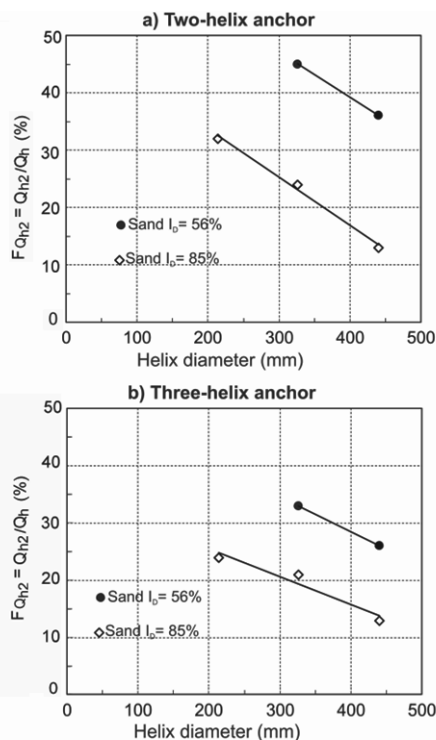 a) Two-helix anchor
50
40
30
20
10
0
F_Qh2 = Q_h2/Q_h (%)
Sand I_D= 56%
Sand I_D= 85%
0 100 200 300 400 500
Helix diameter (mm)
b) Three-helix anchor
50
40
30
20
10
0
F_Qh2 = Q_h2/Q_h (%)
Sand I_D= 56%
Sand I_D= 85%
0 100 200 300 400 500
Helix diameter (mm)